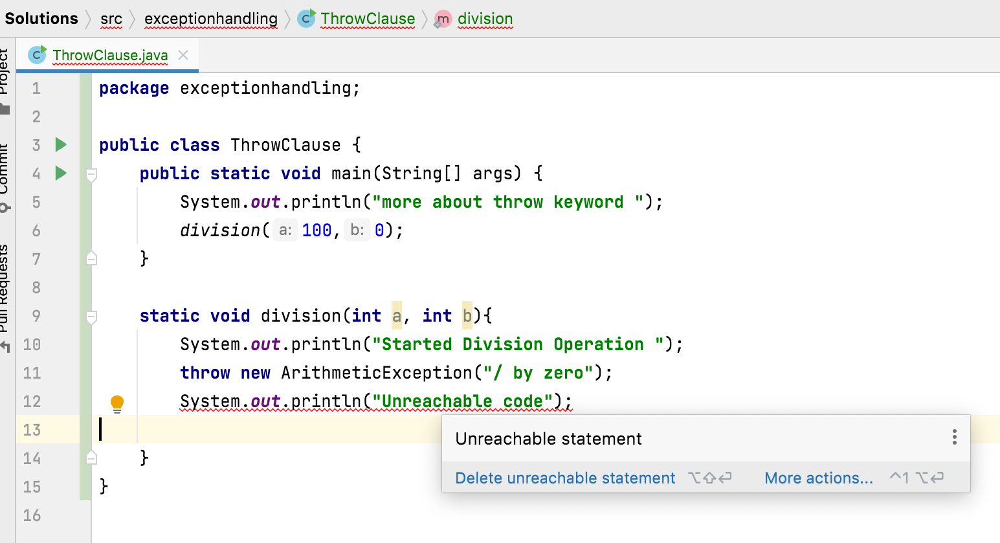 Solutions src exceptionhandling C ThrowClause m division
C ThrowClause.java
Project
Commit
Pull Requests
1 package exceptionhandling;
2
3 public class ThrowClause {
4 public static void main(String[] args) {
5 System.out.println("more about throw keyword ");
6 division( a: 100, b: 0);
7 }
8
9 static void division(int a, int b){
10 System.out.println("Started Division Operation ");
11 throw new ArithmeticException("/ by zero");
12 System.out.println("Unreachable code");
13
14 }
15 }
16
Unreachable statement
Delete unreachable statement ⌥⇧⏎ More actions... ^1 ⌥⏎